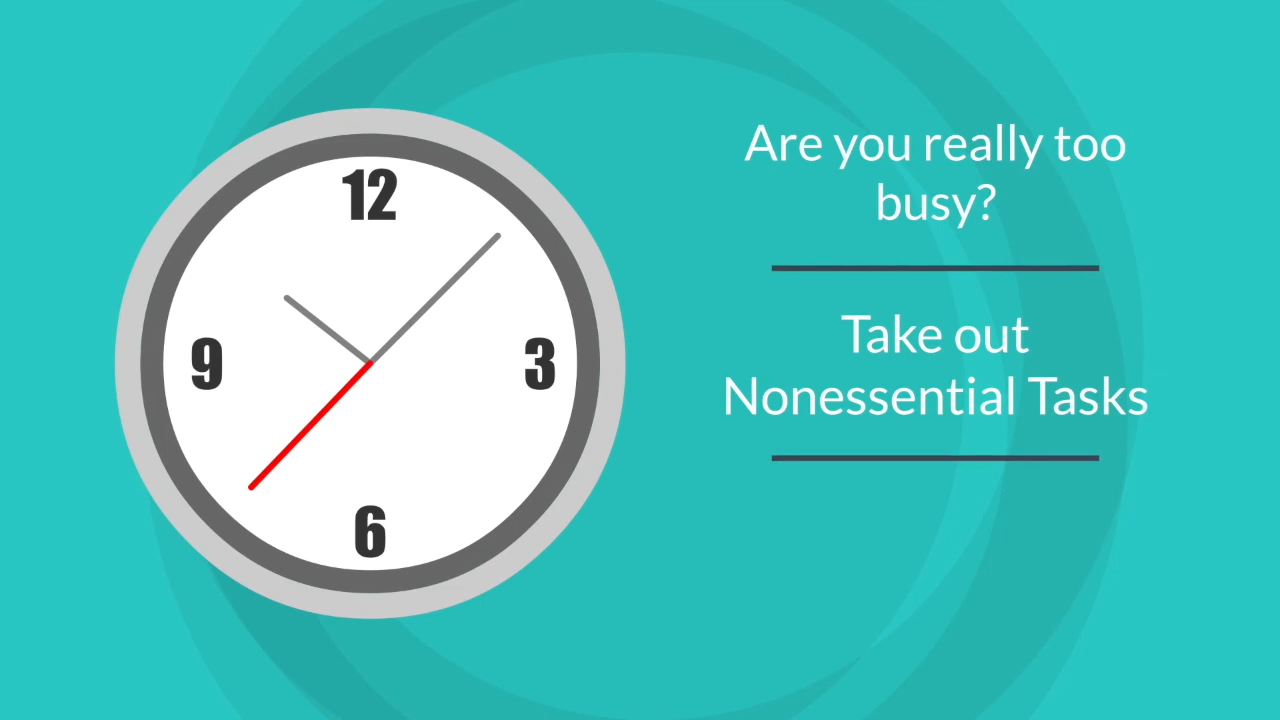 12
9
3
6
Are you really too
busy?
Take out
Nonessential Tasks